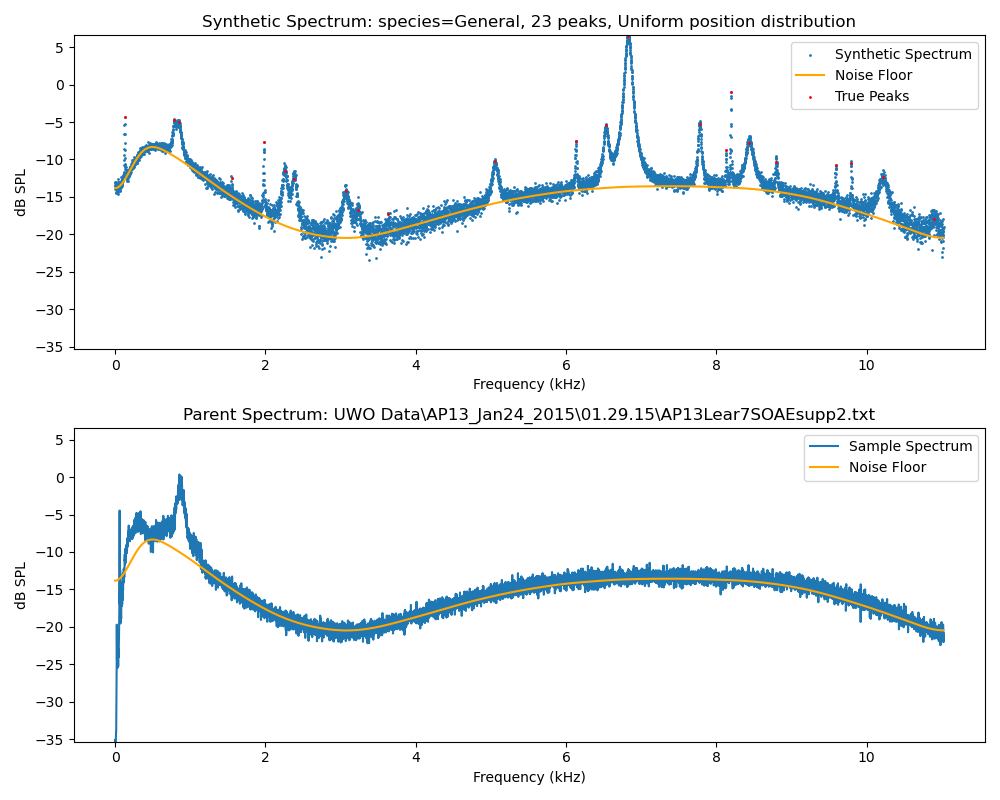 Synthetic Spectrum: species=General, 23 peaks, Uniform position distribution
5
0
−5
−10
−15
−20
−25
−30
−35
dB SPL
Synthetic Spectrum
Noise Floor
True Peaks
0 2 4 6 8 10
Frequency (kHz)
Parent Spectrum: UWO Data\AP13_Jan24_2015\01.29.15\AP13Lear7SOAEsupp2.txt
5
0
−5
−10
−15
−20
−25
−30
−35
dB SPL
Sample Spectrum
Noise Floor
0 2 4 6 8 10
Frequency (kHz)